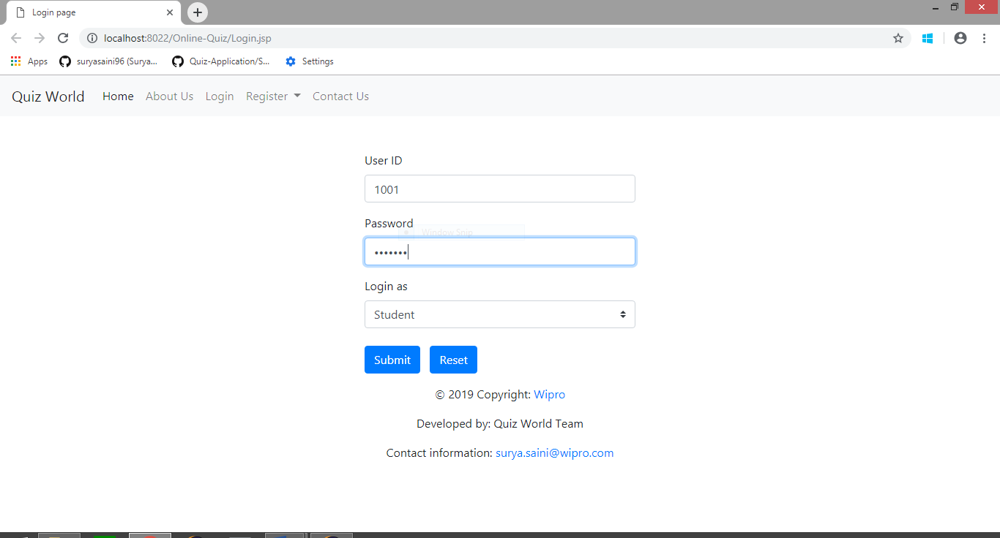 Login page
localhost:8022/Online-Quiz/Login.jsp
Apps suryasaini96 (Surya... Quiz-Application/S... Settings
Quiz World Home About Us Login Register Contact Us
User ID
1001
Password
Window Snip
•••••••
Login as
Student
Submit Reset
© 2019 Copyright: Wipro
Developed by: Quiz World Team
Contact information: surya.saini@wipro.com